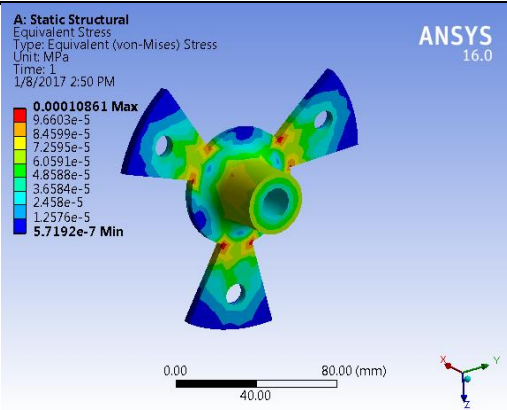 A: Static Structural
Equivalent Stress
Type: Equivalent (von-Mises) Stress
Unit: MPa
Time: 1
1/8/2017 2:50 PM
ANSYS
16.0
0.00010861 Max
9.6603e-5
8.4599e-5
7.2595e-5
6.0591e-5
4.8588e-5
3.6584e-5
2.458e-5
1.2576e-5
5.7192e-7 Min
0.00 80.00 (mm)
40.00
X Y
Z